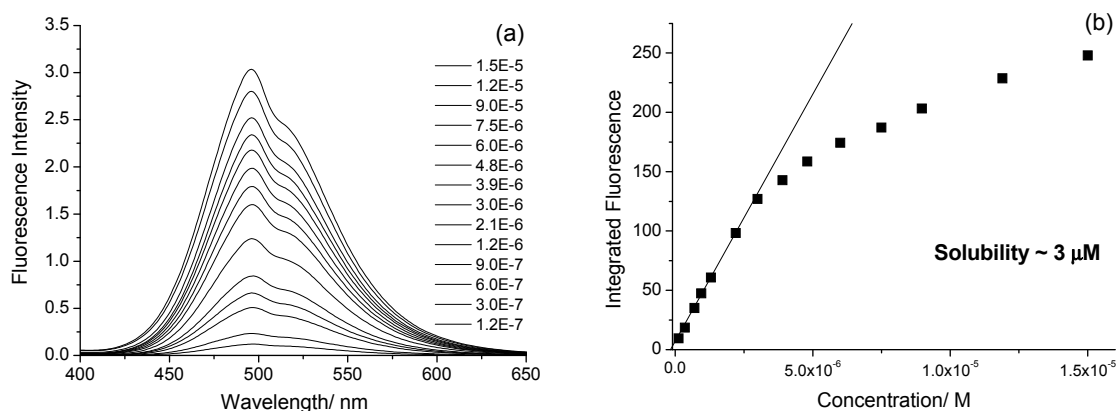 (a)
3.5
3.0
2.5
2.0
1.5
1.0
0.5
0.0
Fluorescence Intensity
400 450 500 550 600 650
Wavelength/ nm
1.5E-5
1.2E-5
9.0E-5
7.5E-6
6.0E-6
4.8E-6
3.9E-6
3.0E-6
2.1E-6
1.2E-6
9.0E-7
6.0E-7
3.0E-7
1.2E-7
(b)
250
200
150
100
50
0
Integrated Fluorescence
Solubility ~ 3 μM
0.0 5.0x10⁻⁶ 1.0x10⁻⁵ 1.5x10⁻⁵
Concentration/ M